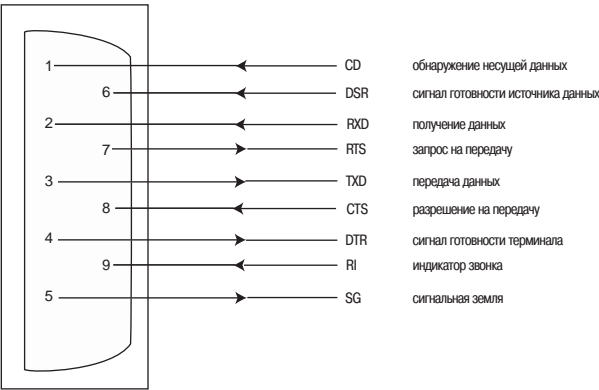 1 CD обнаружение несущей данных
6 DSR сигнал готовности источника данных
2 RXD получение данных
7 RTS запрос на передачу
3 TXD передача данных
8 CTS разрешение на передачу
4 DTR сигнал готовности терминала
9 RI индикатор звонка
5 SG сигнальная земля